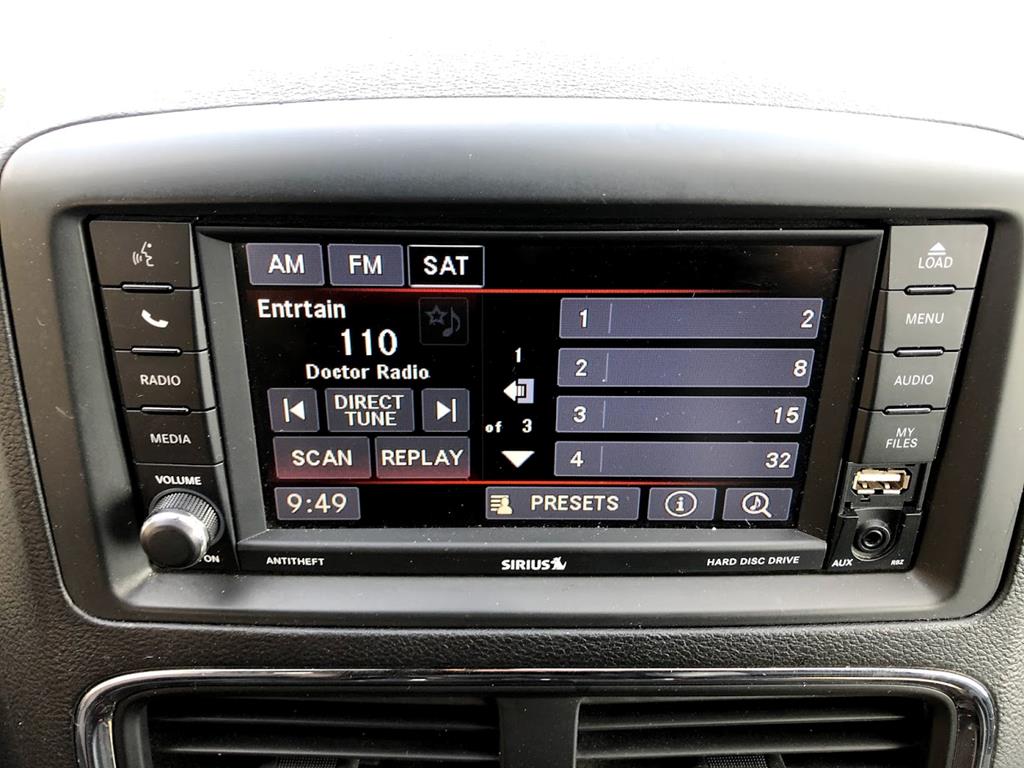 AM FM SAT
LOAD
Entrtain
110
Doctor Radio
DIRECT
TUNE
SCAN REPLAY
9:49
1
of 3
1 2
2 8
3 15
4 32
PRESETS
RADIO
MEDIA
VOLUME
ON
MENU
AUDIO
MY
FILES
ANTITHEFT
SIRIUS
HARD DISC DRIVE
AUX
RBZ